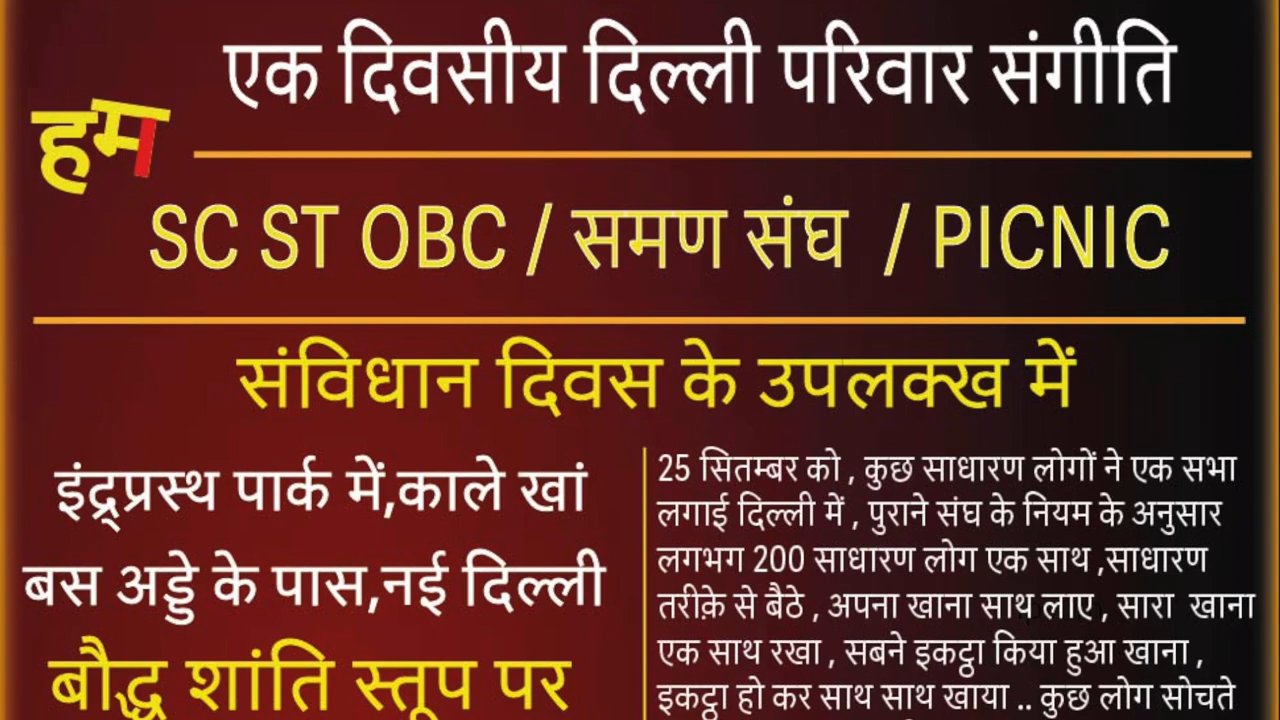 एक दिवसीय दिल्ली परिवार संगीति
हम
SC ST OBC / समण संघ / PICNIC
संविधान दिवस के उपलक्ख में
इंद्र्प्रस्थ पार्क में,काले खां
बस अड्डे के पास,नई दिल्ली
बौद्ध शांति स्तूप पर
25 सितम्बर को , कुछ साधारण लोगों ने एक सभा
लगाई दिल्ली में , पुराने संघ के नियम के अनुसार
लगभग 200 साधारण लोग एक साथ ,साधारण
तरीक़े से बैठे , अपना खाना साथ लाए , सारा खाना
एक साथ रखा , सबने इकट्ठा किया हुआ खाना ,
इकट्ठा हो कर साथ साथ खाया .. कुछ लोग सोचते